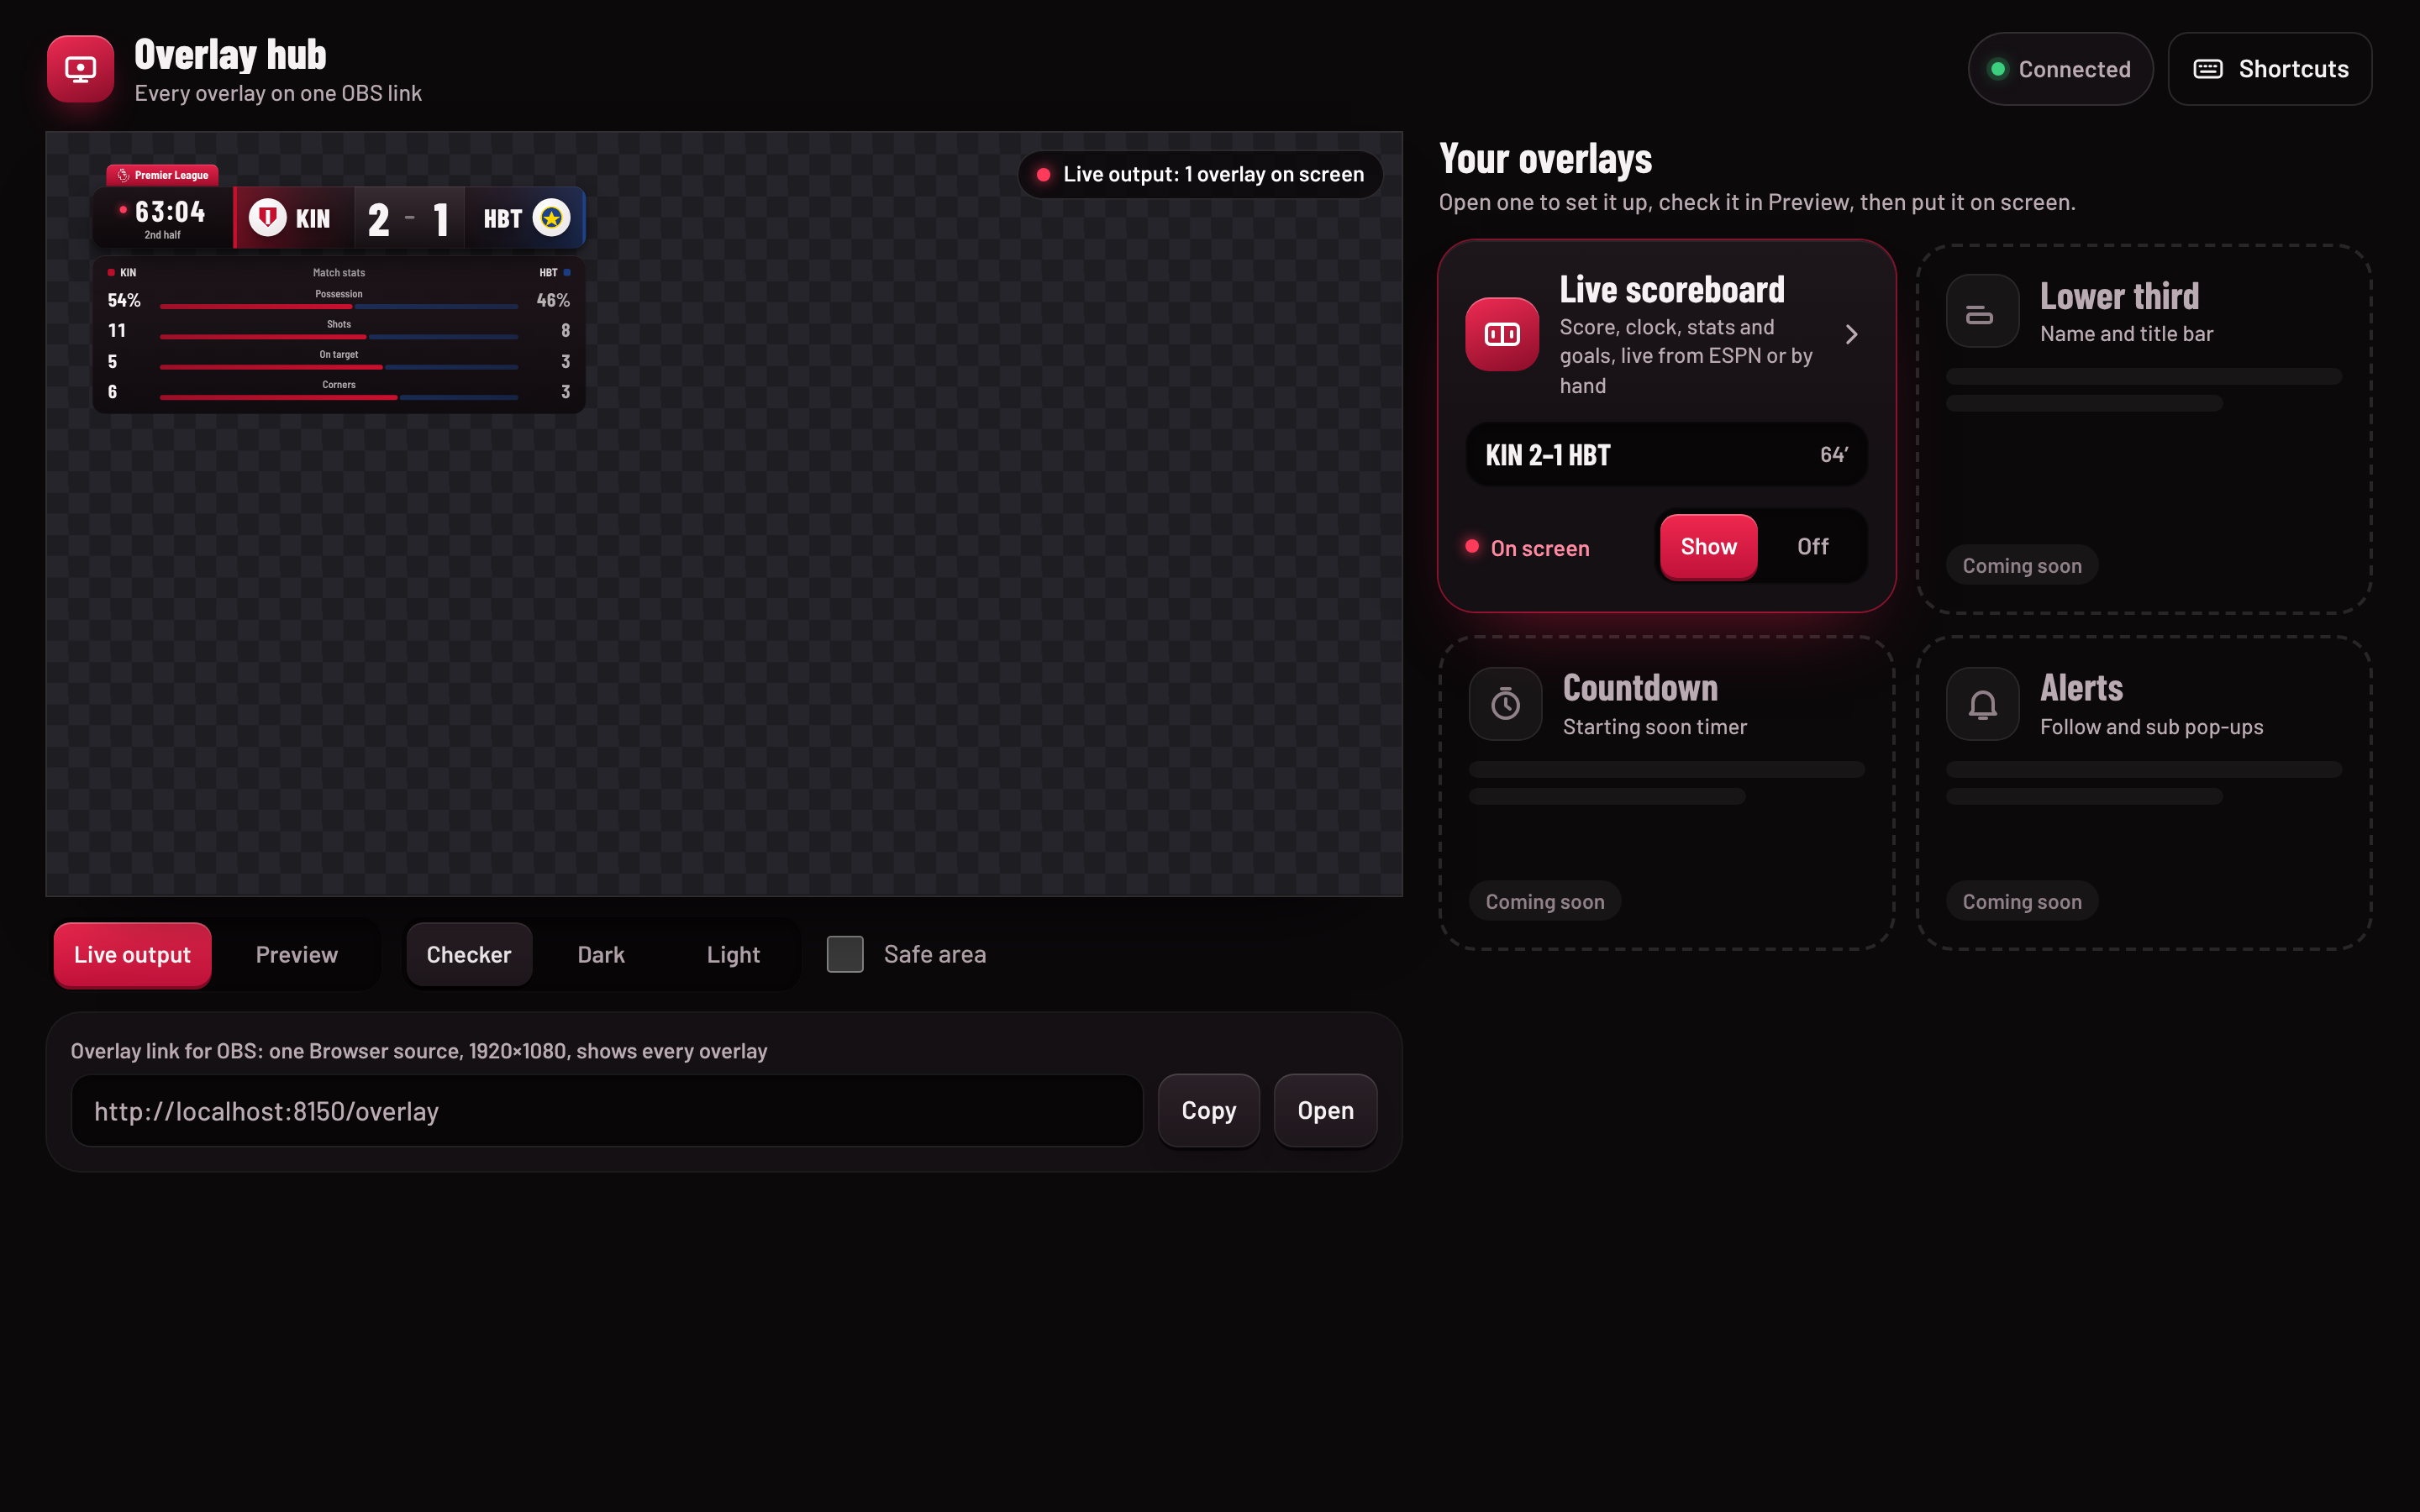 Overlay hub
Every overlay on one OBS link
Connected
Shortcuts
Premier League
63:04
2nd half
KIN
2 - 1
HBT
KIN
Match stats
HBT
54%
Possession
46%
11
Shots
8
5
On target
3
6
Corners
3
Live output: 1 overlay on screen
Live output
Preview
Checker
Dark
Light
Safe area
Overlay link for OBS: one Browser source, 1920×1080, shows every overlay
http://localhost:8150/overlay
Copy
Open
Your overlays
Open one to set it up, check it in Preview, then put it on screen.
Live scoreboard
Score, clock, stats and
goals, live from ESPN or by
hand
KIN 2–1 HBT
64′
On screen
Show
Off
Lower third
Name and title bar
Coming soon
Countdown
Starting soon timer
Coming soon
Alerts
Follow and sub pop-ups
Coming soon